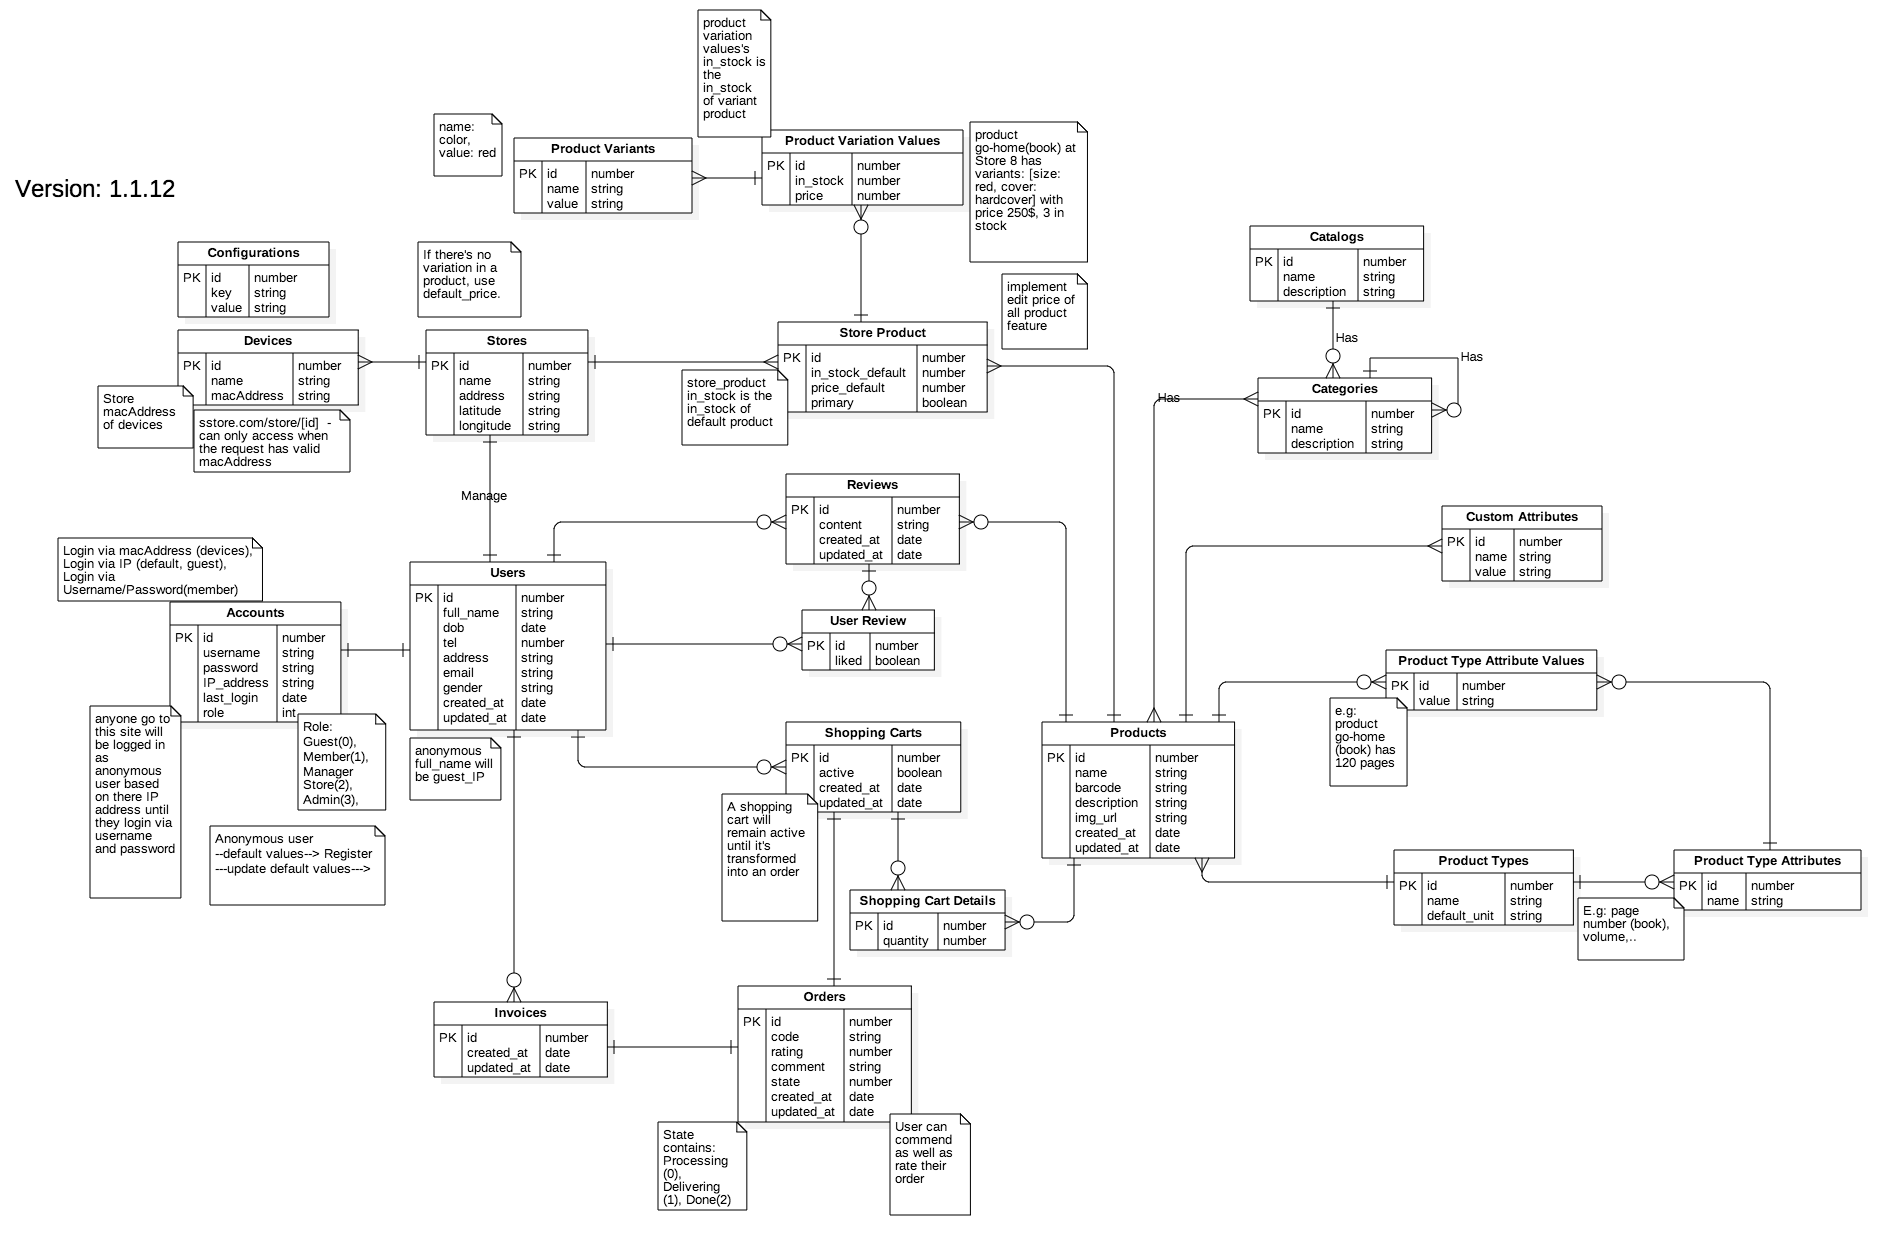 product
variation
values's
in_stock is
the
in_stock
of variant
product
name:
color,
value: red
Product Variants
PK id number
name string
value string
Product Variation Values
PK id number
in_stock number
price number
product
go-home(book) at
Store 8 has
variants: [size:
red, cover:
hardcover] with
price 250$, 3 in
stock
Version: 1.1.12
Configurations
PK id number
key string
value string
If there's no
variation in a
product, use
default_price.
implement
edit price of
all product
feature
Catalogs
PK id number
name string
description string
Has
Has
Devices
PK id number
name string
macAddress string
Store
macAddress
of devices
sstore.com/store/[id] -
can only access when
the request has valid
macAddress
Stores
PK id number
name string
address string
latitude string
longitude string
Store Product
PK id number
in_stock_default number
price_default number
primary boolean
store_product
in_stock is the
in_stock of
default product
Has
Categories
PK id number
name string
description string
Manage
Reviews
PK id number
content string
created_at date
updated_at date
Custom Attributes
PK id number
name string
value string
Login via macAddress (devices),
Login via IP (default, guest),
Login via
Username/Password(member)
Accounts
PK id number
username string
password string
IP_address string
last_login date
role int
Users
PK id number
full_name string
dob date
tel number
address string
email string
gender string
created_at date
updated_at date
User Review
PK id number
liked boolean
Product Type Attribute Values
PK id number
value string
e.g:
product
go-home
(book) has
120 pages
anyone go to
this site will
be logged in
as
anonymous
user based
on there IP
address until
they login via
username
and password
Role:
Guest(0),
Member(1),
Manager
Store(2),
Admin(3),
anonymous
full_name will
be guest_IP
Anonymous user
--default values--> Register
---update default values--->
Shopping Carts
PK id number
active boolean
created_at date
updated_at date
A shopping
cart will
remain active
until it's
transformed
into an order
Products
PK id number
name string
barcode string
description string
img_url string
created_at date
updated_at date
Shopping Cart Details
PK id number
quantity number
Product Types
PK id number
name string
default_unit string
Product Type Attributes
PK id number
name string
E.g: page
number (book),
volume,..
Invoices
PK id number
created_at date
updated_at date
Orders
PK id number
code string
rating number
comment string
state number
created_at date
updated_at date
State
contains:
Processing
(0),
Delivering
(1), Done(2)
User can
commend
as well as
rate their
order